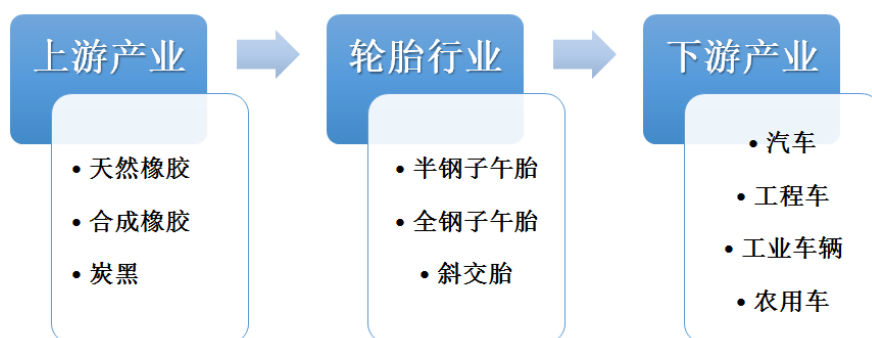 上游产业
• 天然橡胶
• 合成橡胶
• 炭黑
轮胎行业
• 半钢子午胎
• 全钢子午胎
• 斜交胎
下游产业
• 汽车
• 工程车
• 工业车辆
• 农用车